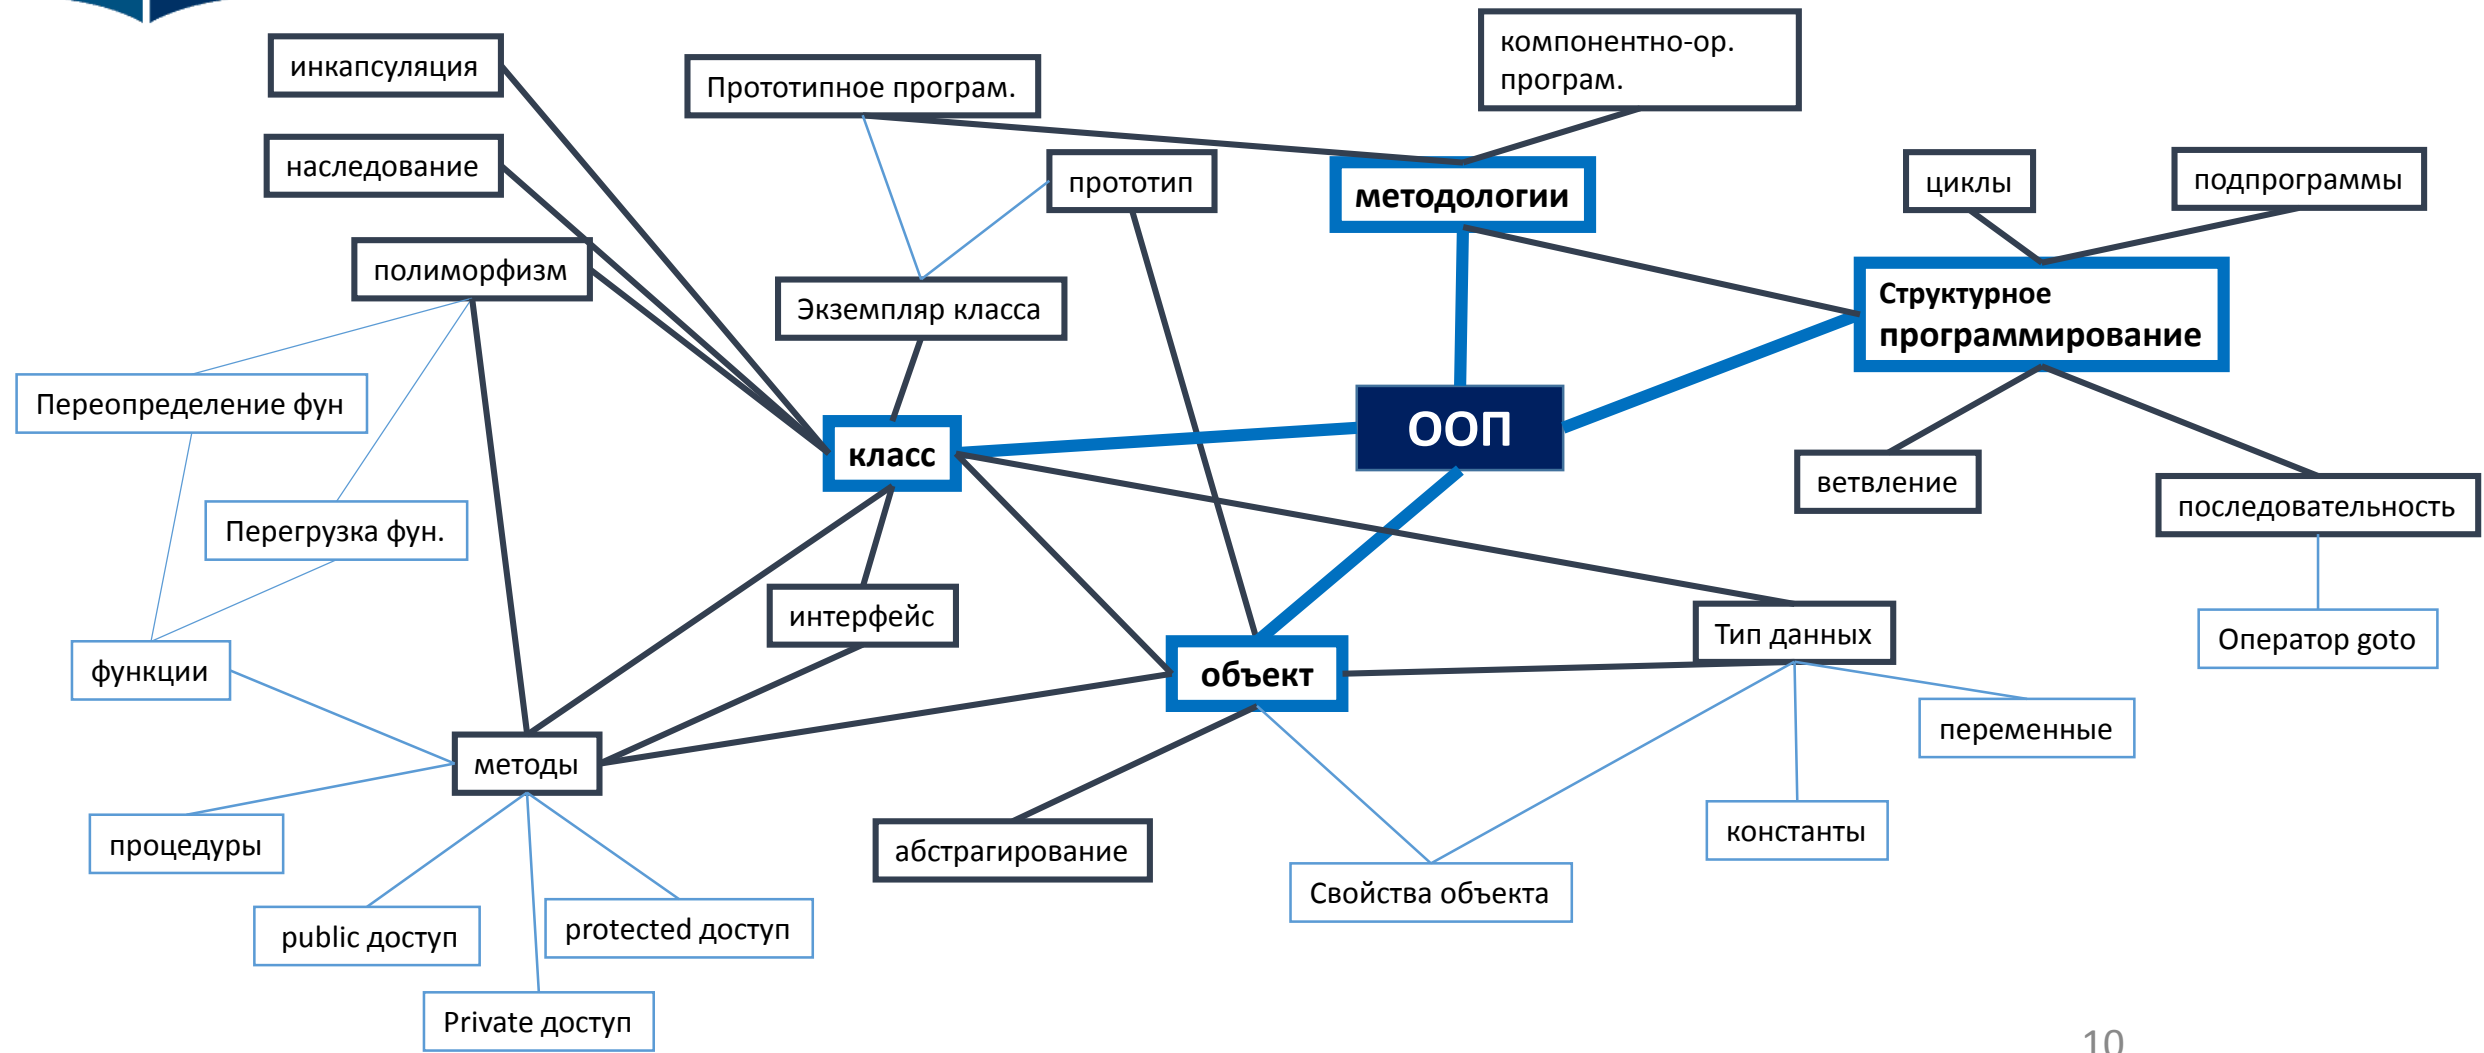 компонентно-ор.
програм.
инкапсуляция
Прототипное програм.
наследование
прототип
методологии
циклы
подпрограммы
полиморфизм
Экземпляр класса
Структурное
программирование
Переопределение фун
ООП
класс
ветвление
последовательность
Перегрузка фун.
интерфейс
Тип данных
Оператор goto
функции
объект
переменные
методы
процедуры
абстрагирование
константы
Свойства объекта
public доступ
protected доступ
Private доступ
10